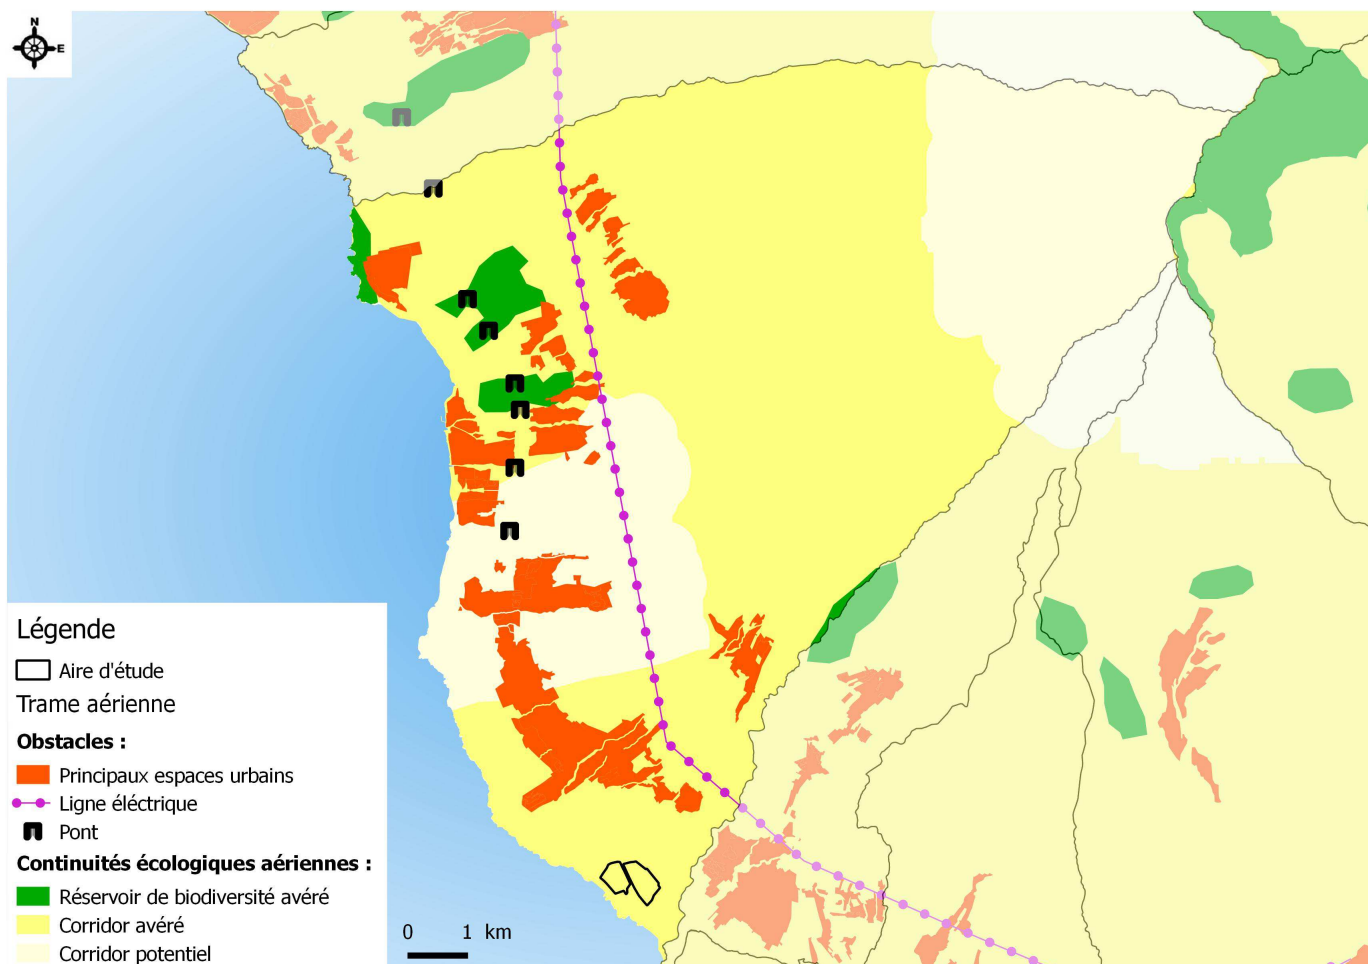 N
E
Légende
Aire d'étude
Trame aérienne
Obstacles :
Principaux espaces urbains
Ligne éléctrique
Pont
Continuités écologiques aériennes :
Réservoir de biodiversité avéré
Corridor avéré
Corridor potentiel
0 1 km